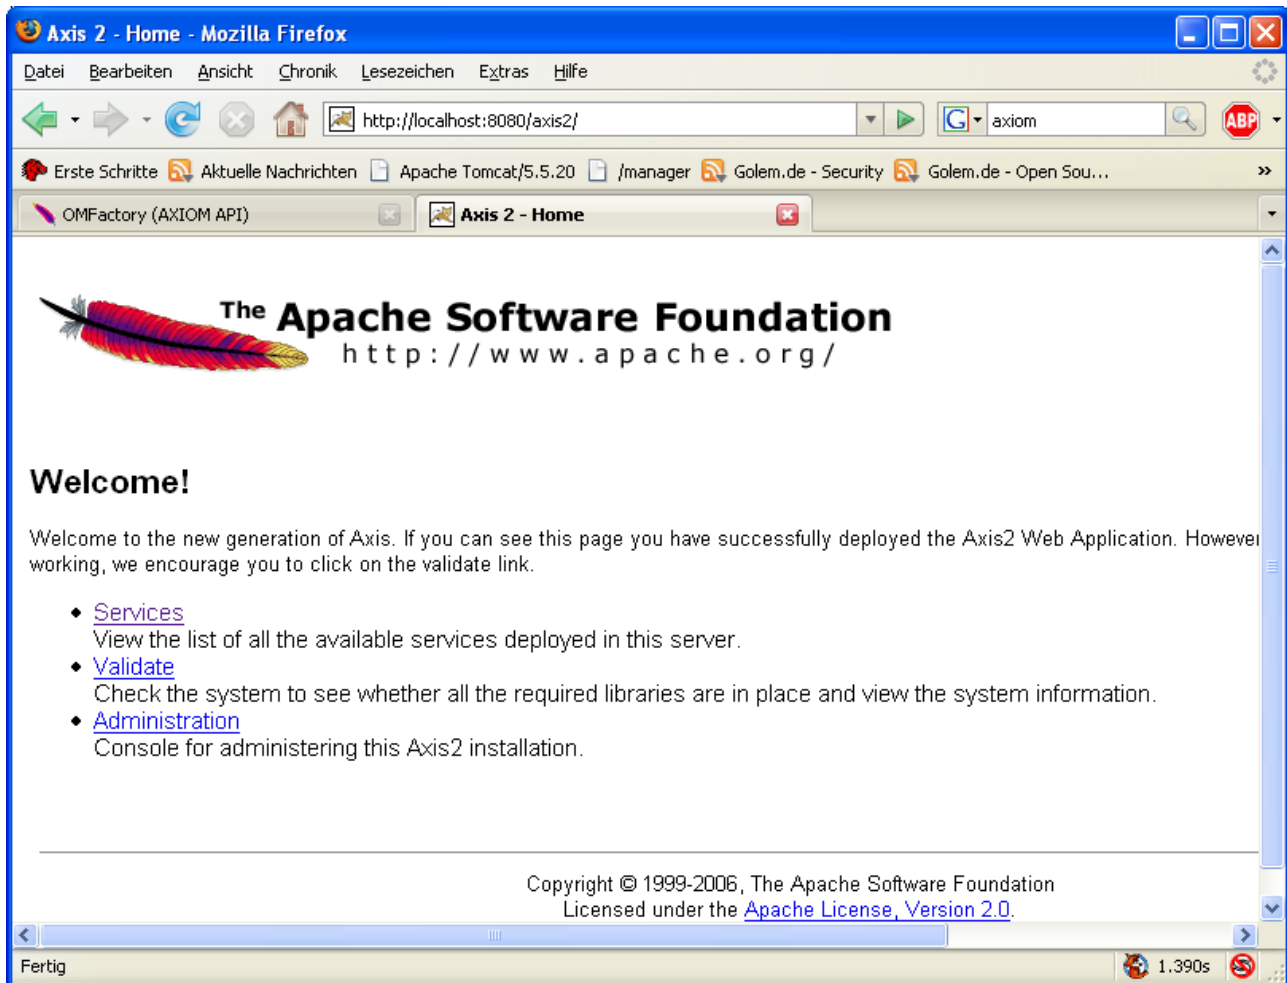 Axis 2 - Home - Mozilla Firefox
Datei Bearbeiten Ansicht Chronik Lesezeichen Extras Hilfe
http://localhost:8080/axis2/ G axiom ABP
Erste Schritte Aktuelle Nachrichten Apache Tomcat/5.5.20 /manager Golem.de - Security Golem.de - Open Sou... »
OMFactory (AXIOM API) Axis 2 - Home
The Apache Software Foundation
http://www.apache.org/
Welcome!
Welcome to the new generation of Axis. If you can see this page you have successfully deployed the Axis2 Web Application. However
working, we encourage you to click on the validate link.
• Services
View the list of all the available services deployed in this server.
• Validate
Check the system to see whether all the required libraries are in place and view the system information.
• Administration
Console for administering this Axis2 installation.
Copyright © 1999-2006, The Apache Software Foundation
Licensed under the Apache License, Version 2.0.
Fertig 1.390s